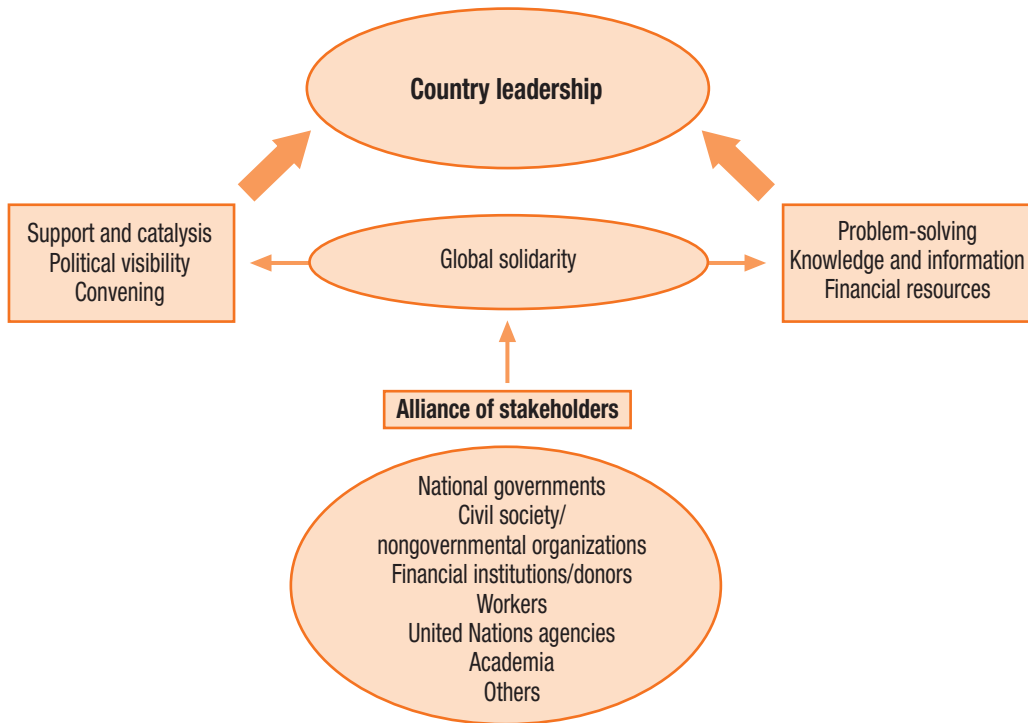 Country leadership
Support and catalysis
Political visibility
Convening
Global solidarity
Problem-solving
Knowledge and information
Financial resources
Alliance of stakeholders
National governments
Civil society/
nongovernmental organizations
Financial institutions/donors
Workers
United Nations agencies
Academia
Others